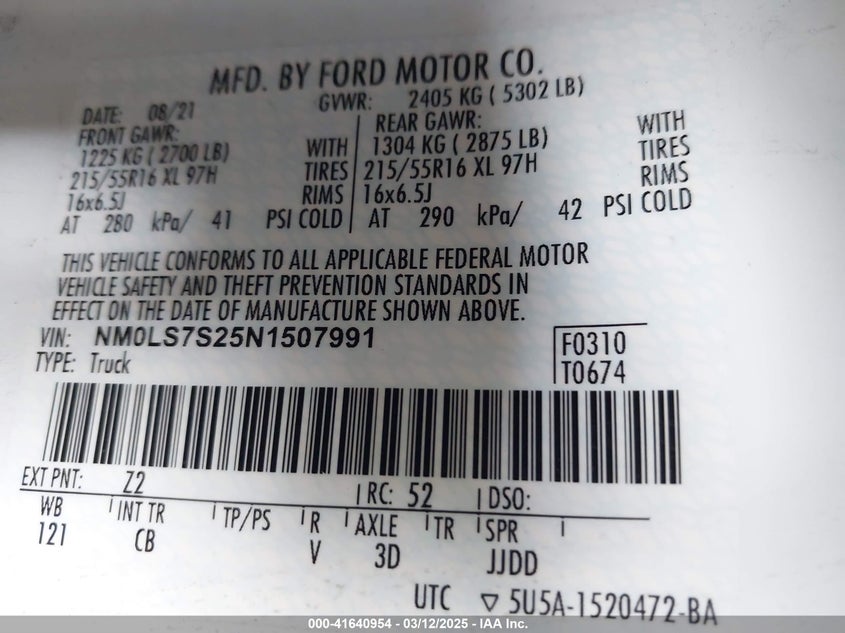 MFD. BY FORD MOTOR CO.
DATE: 08/21 GVWR: 2405 KG ( 5302 LB)
FRONT GAWR: REAR GAWR: WITH
1225 KG ( 2700 LB) WITH 1304 KG ( 2875 LB) TIRES
215/55R16 XL 97H TIRES 215/55R16 XL 97H RIMS
16x6.5J RIMS 16x6.5J
AT 280 kPa/ 41 PSI COLD AT 290 kPa/ 42 PSI COLD
THIS VEHICLE CONFORMS TO ALL APPLICABLE FEDERAL MOTOR
VEHICLE SAFETY AND THEFT PREVENTION STANDARDS IN
EFFECT ON THE DATE OF MANUFACTURE SHOWN ABOVE.
VIN: NM0LS7S25N1507991 F0310
TYPE: Truck T0674
EXT PNT: Z2 RC: 52 DSO:
WB INT TR TP/PS R AXLE TR SPR
121 CB V 3D JJDD
UTC ▽ 5U5A-1520472-BA
000-41640954 - 03/12/2025 - IAA Inc.